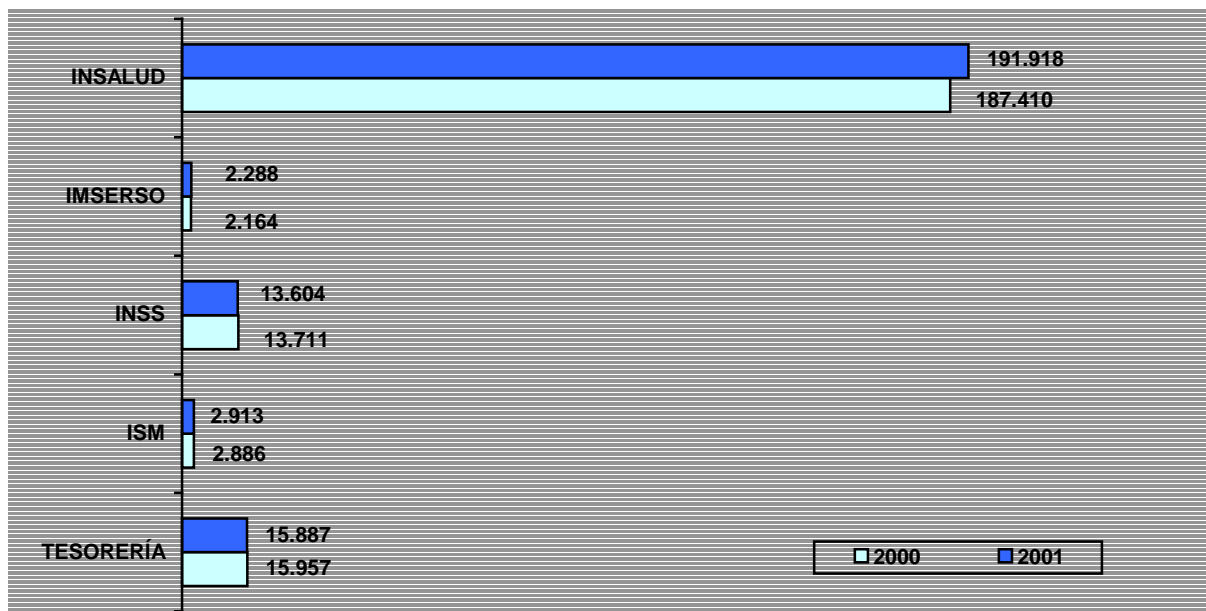 INSALUD
191.918
187.410
IMSERSO
2.288
2.164
INSS
13.604
13.711
ISM
2.913
2.886
TESORERÍA
15.887
15.957
2000 2001